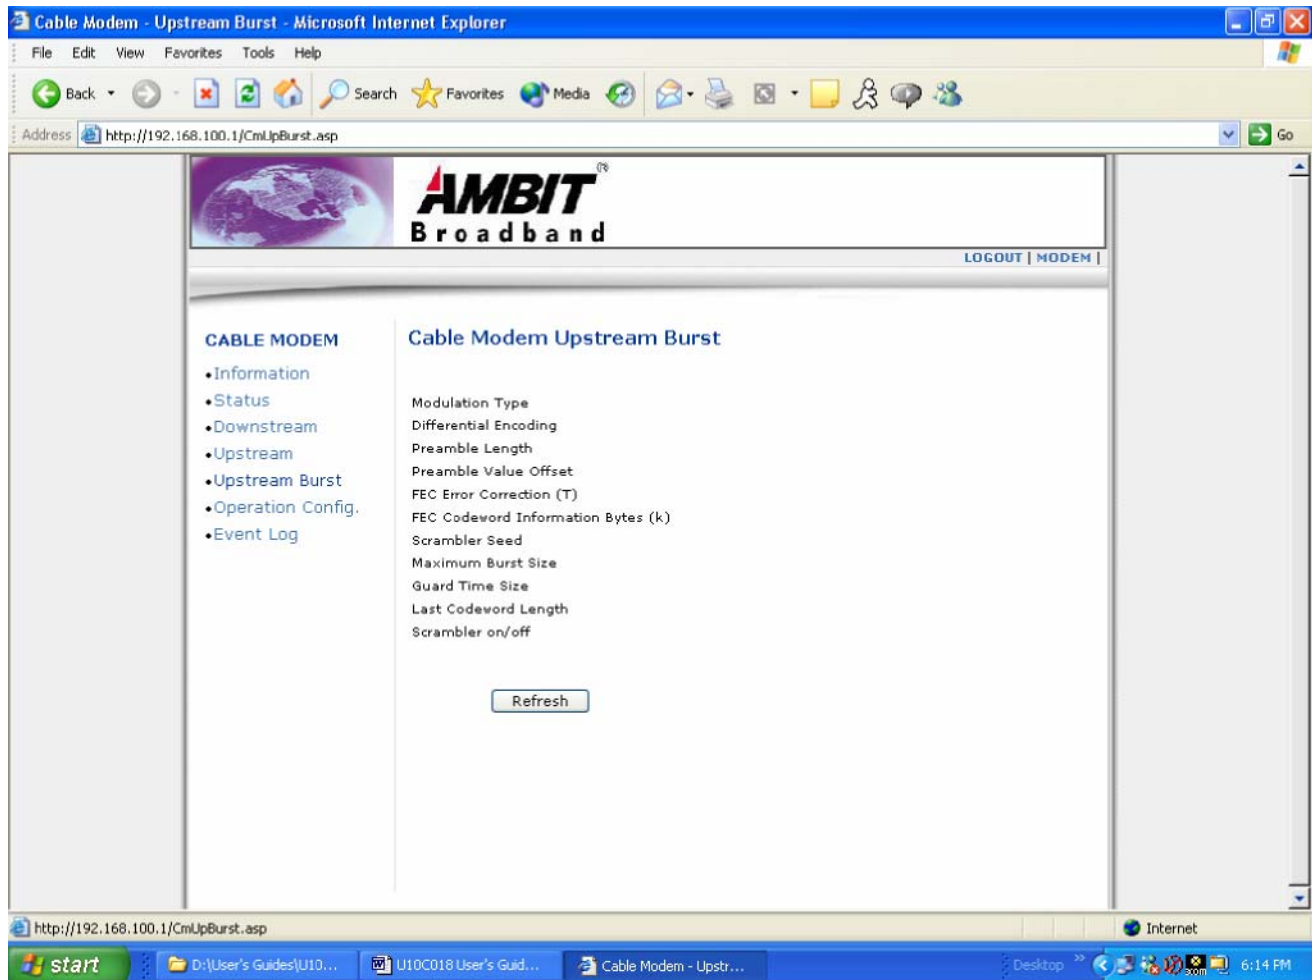 Cable Modem - Upstream Burst - Microsoft Internet Explorer
File Edit View Favorites Tools Help
Back Search Favorites Media
Address http://192.168.100.1/CmUpBurst.asp Go
AMBIT®
Broadband
LOGOUT | MODEM |
CABLE MODEM
•Information
•Status
•Downstream
•Upstream
•Upstream Burst
•Operation Config.
•Event Log
Cable Modem Upstream Burst
Modulation Type
Differential Encoding
Preamble Length
Preamble Value Offset
FEC Error Correction (T)
FEC Codeword Information Bytes (k)
Scrambler Seed
Maximum Burst Size
Guard Time Size
Last Codeword Length
Scrambler on/off
Refresh
http://192.168.100.1/CmUpBurst.asp Internet
start D:\User's Guides\U10... U10C018 User's Guid... Cable Modem - Upstr... Desktop » 6:14 PM